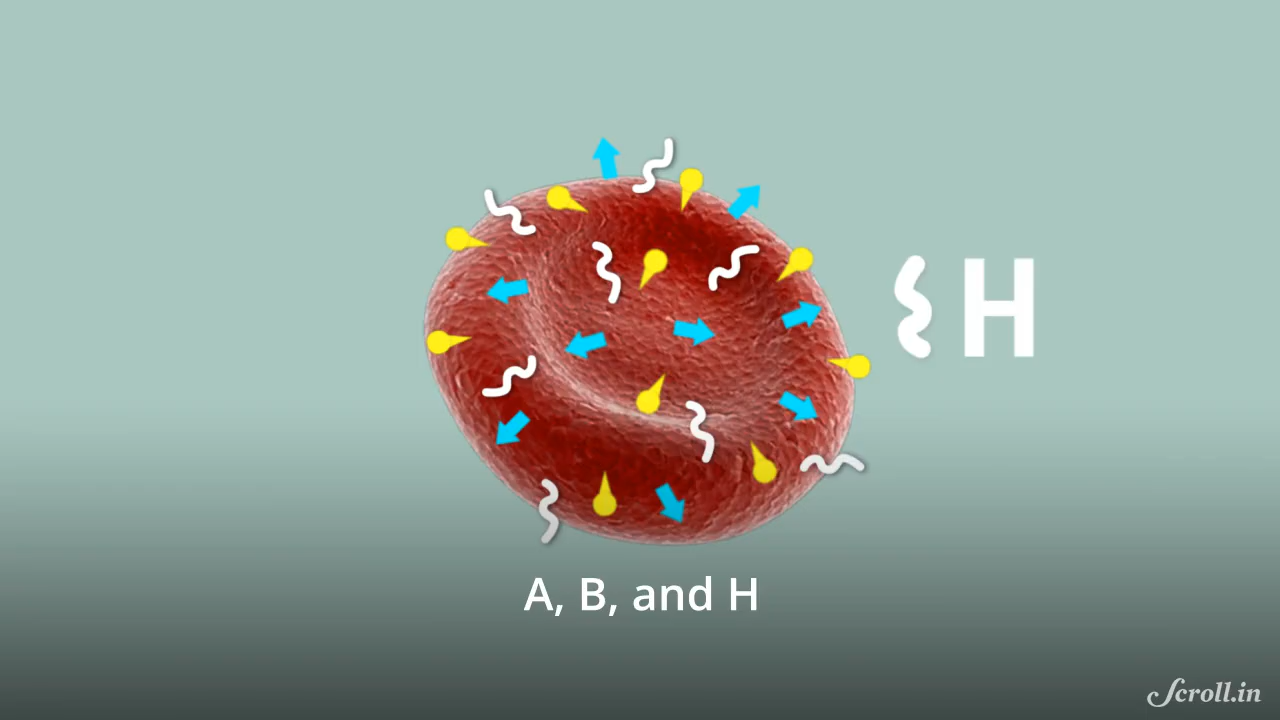 H
A, B, and H
Scroll.in